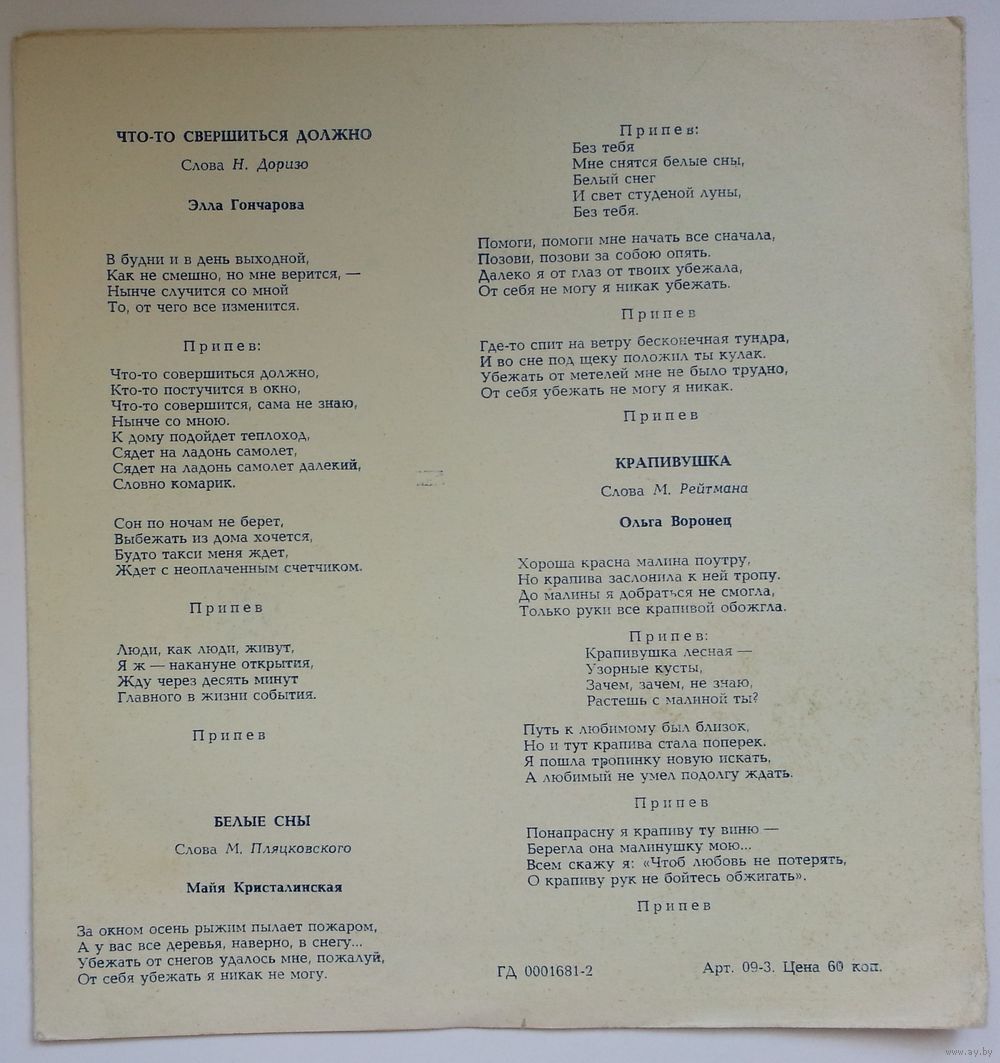 ЧТО-ТО СВЕРШИТЬСЯ ДОЛЖНО
Слова Н. Доризо
Элла Гончарова
В будни и в день выходной,
Как не смешно, но мне верится, —
Нынче случится со мной
То, от чего все изменится.
Припев:
Что-то совершиться должно,
Кто-то постучится в окно,
Что-то совершится, сама не знаю,
Нынче со мною.
К дому подойдет теплоход,
Сядет на ладонь самолет,
Сядет на ладонь самолет далекий,
Словно комарик.
Сон по ночам не берет,
Выбежать из дома хочется,
Будто такси меня ждет,
Ждет с неоплаченным счетчиком.
Припев
Люди, как люди, живут,
Я ж — накануне открытия,
Жду через десять минут
Главного в жизни события.
Припев
БЕЛЫЕ СНЫ
Слова М. Пляцковского
Майя Кристалинская
За окном осень рыжим пылает пожаром,
А у вас все деревья, наверно, в снегу...
Убежать от снегов удалось мне, пожалуй,
От себя убежать я никак не могу.
Припев:
Без тебя
Мне снятся белые сны,
Белый снег
И свет студеной луны,
Без тебя.
Помоги, помоги мне начать все сначала,
Позови, позови за собою опять.
Далеко я от глаз от твоих убежала,
От себя не могу я никак убежать.
Припев
Где-то спит на ветру бесконечная тундра,
И во сне под щеку положил ты кулак.
Убежать от метелей мне не было трудно,
От себя убежать не могу я никак.
Припев
КРАПИВУШКА
Слова М. Рейтмана
Ольга Воронец
Хороша красна малина поутру,
Но крапива заслонила к ней тропу.
До малины я добраться не смогла,
Только руки все крапивой обожгла.
Припев:
Крапивушка лесная —
Узорные кусты,
Зачем, зачем, не знаю,
Растешь с малиной ты?
Путь к любимому был близок,
Но и тут крапива стала поперек.
Я пошла тропинку новую искать,
А любимый не умел подолгу ждать.
Припев
Понапрасну я крапиву ту виню —
Берегла она малинушку мою...
Всем скажу я: «Чтоб любовь не потерять,
О крапиву рук не бойтесь обжигать».
Припев
ГД 0001681-2
Арт. 09-3. Цена 60 коп.
www.ay.by